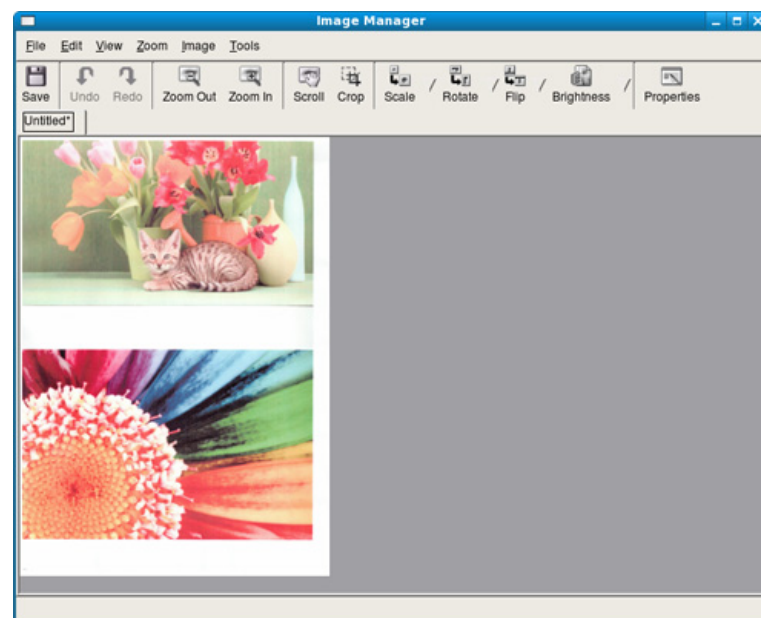 Image Manager
File Edit View Zoom Image Tools
Save Undo Redo Zoom Out Zoom In Scroll Crop Scale / Rotate / Flip / Brightness / Properties
Untitled*